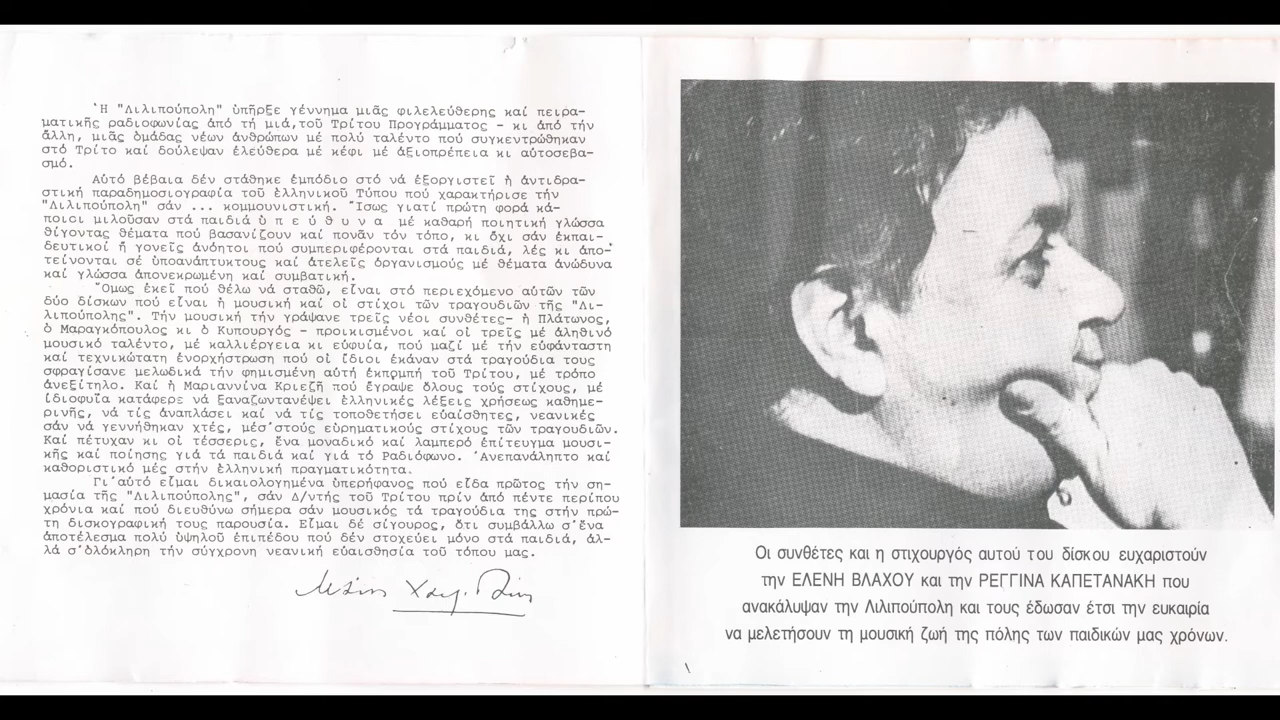 Ἡ "Λιλιπούπολη" ὑπῆρξε γέννημα μιᾶς φιλελεύθερης καί πειρα-
ματικῆς ραδιοφωνίας ἀπό τή μιά,τοῦ Τρίτου Προγράμματος - κι ἀπό τήν
ἄλλη, μιᾶς ὁμάδας νέων ἀνθρώπων μέ πολύ ταλέντο πού συγκεντρώθηκαν
στό Τρίτο καί δούλεψαν ἐλεύθερα μέ κέφι μέ ἀξιοπρέπεια κι αὐτοσεβα-
σμό.
Αὐτό βέβαια δέν στάθηκε ἐμπόδιο στό νά ἐξοργιστεῖ ἡ ἀντιδρα-
στική παραδημοσιογραφία τοῦ ἑλληνικοῦ Τύπου πού χαρακτήρισε τήν
"Λιλιπούπολη" σάν ... κομμουνιστική. Ἴσως γιατί πρώτη φορά κά-
ποιοι μιλοῦσαν στά παιδιά ὑ π ε ύ θ υ ν α μέ καθαρή ποιητική γλώσσα
θίγοντας θέματα πού βασανίζουν καί πονᾶν τόν τόπο, κι ὄχι σάν ἐκπαι-
δευτικοί ἤ γονεῖς ἀνόητοι πού συμπεριφέρονται στά παιδιά, λές κι ἀπο-
τείνονται σέ ὑποανάπτυκτους καί ἀτελεῖς ὀργανισμούς μέ θέματα ἀνώδυνα
καί γλώσσα ἀπονεκρωμένη καί συμβατική.
Ὅμως ἐκεῖ πού θέλω νά σταθῶ, εἶναι στό περιεχόμενο αὐτῶν τῶν
δύο δίσκων πού εἶναι ἡ μουσική καί οἱ στίχοι τῶν τραγουδιῶν τῆς "Λι-
λιπούπολης". Τήν μουσική τήν γράψανε τρεῖς νέοι συνθέτες- ἡ Πλάτωνος,
ὁ Μαραγκόπουλος κι ὁ Κυπουργός - προικισμένοι καί οἱ τρεῖς μέ ἀληθινό
μουσικό ταλέντο, μέ καλλιέργεια κι εὐφυία, πού μαζί μέ τήν εὐφάνταστη
καί τεχνικώτατη ἐνορχήστρωση πού οἱ ἴδιοι ἐκάναν στά τραγούδια τους
σφραγίσανε μελωδικά τήν φημισμένη αὐτή ἐκπομπή τοῦ Τρίτου, μέ τρόπο
ἀνεξίτηλο. Καί ἡ Μαριαννίνα Κριεζῆ πού ἔγραψε ὅλους τούς στίχους, μέ
ἰδιοφυΐα κατάφερε νά ξαναζωντανέψει ἑλληνικές λέξεις χρήσεως καθημε-
ρινῆς, νά τίς ἀναπλάσει καί νά τίς τοποθετήσει εὐαίσθητες, νεανικές
σάν νά γεννήθηκαν χτές, μέσ'στούς εὑρηματικούς στίχους τῶν τραγουδιῶν.
Καί πέτυχαν κι οἱ τέσσερις, ἕνα μοναδικό καί λαμπερό ἐπίτευγμα μουσι-
κῆς καί ποίησης γιά τά παιδιά καί γιά τό Ραδιόφωνο. Ἀνεπανάληπτο καί
καθοριστικό μές στήν ἑλληνική πραγματικότητα.
Γι'αὐτό εἶμαι δικαιολογημένα ὑπερήφανος πού εἶδα πρῶτος τήν ση-
μασία τῆς "Λιλιπούπολης", σάν Δ/ντής τοῦ Τρίτου πρίν ἀπό πέντε περίπου
χρόνια καί πού διευθύνω σήμερα σάν μουσικός τά τραγούδια της στήν πρώ-
τη δισκογραφική τους παρουσία. Εἶμαι δέ σίγουρος, ὅτι συμβάλλω σ'ἕνα
ἀποτέλεσμα πολύ ὑψηλοῦ ἐπιπέδου πού δέν στοχεύει μόνο στά παιδιά, ἀλ-
λά σ'ὁλόκληρη τήν σύγχρονη νεανική εὐαισθησία τοῦ τόπου μας.
Οι συνθέτες και η στιχουργός αυτού του δίσκου ευχαριστούν
την ΕΛΕΝΗ ΒΛΑΧΟΥ και την ΡΕΓΓΙΝΑ ΚΑΠΕΤΑΝΑΚΗ που
ανακάλυψαν την Λιλιπούπολη και τους έδωσαν έτσι την ευκαιρία
να μελετήσουν τη μουσική ζωή της πόλης των παιδικών μας χρόνων.